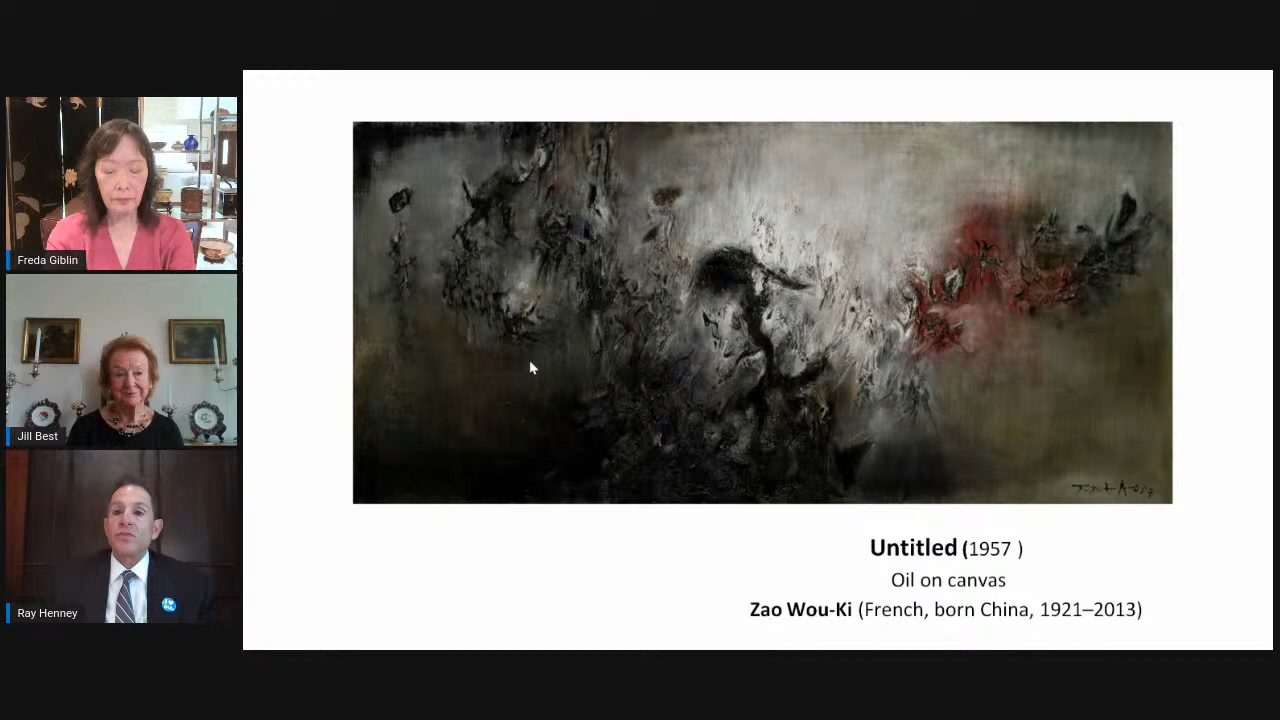 Freda Giblin
Jill Best
Ray Henney
Untitled (1957 )
Oil on canvas
Zao Wou-Ki (French, born China, 1921–2013)